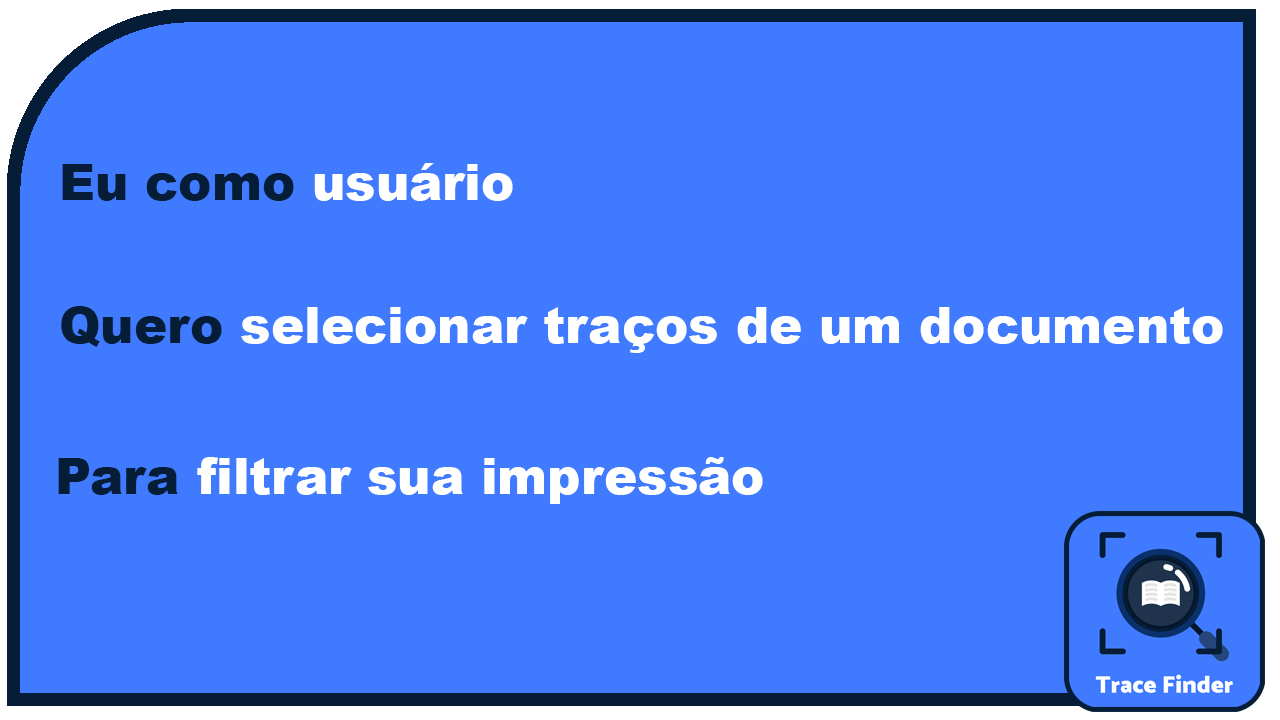 Eu como usuário
Quero selecionar traços de um documento
Para filtrar sua impressão
Trace Finder